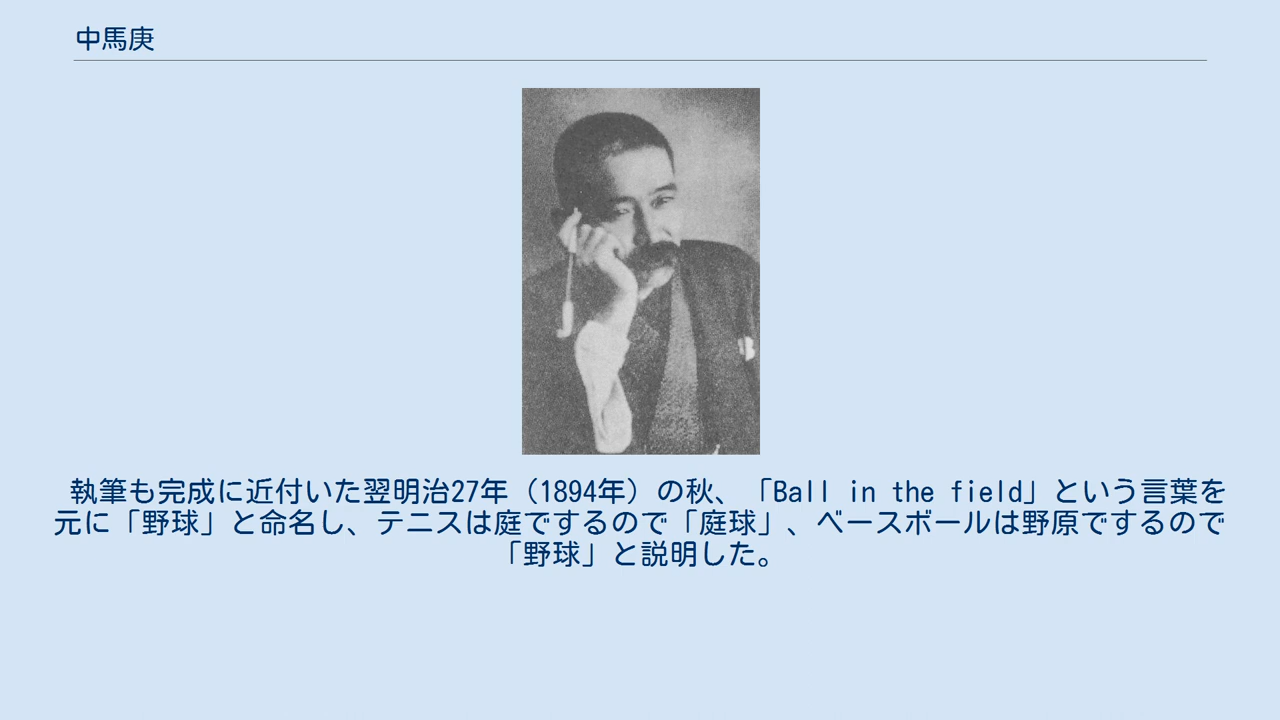 中馬庚
執筆も完成に近付いた翌明治27年（1894年）の秋、「Ball in the field」という言葉を
元に「野球」と命名し、テニスは庭でするので「庭球」、ベースボールは野原でするので
「野球」と説明した。